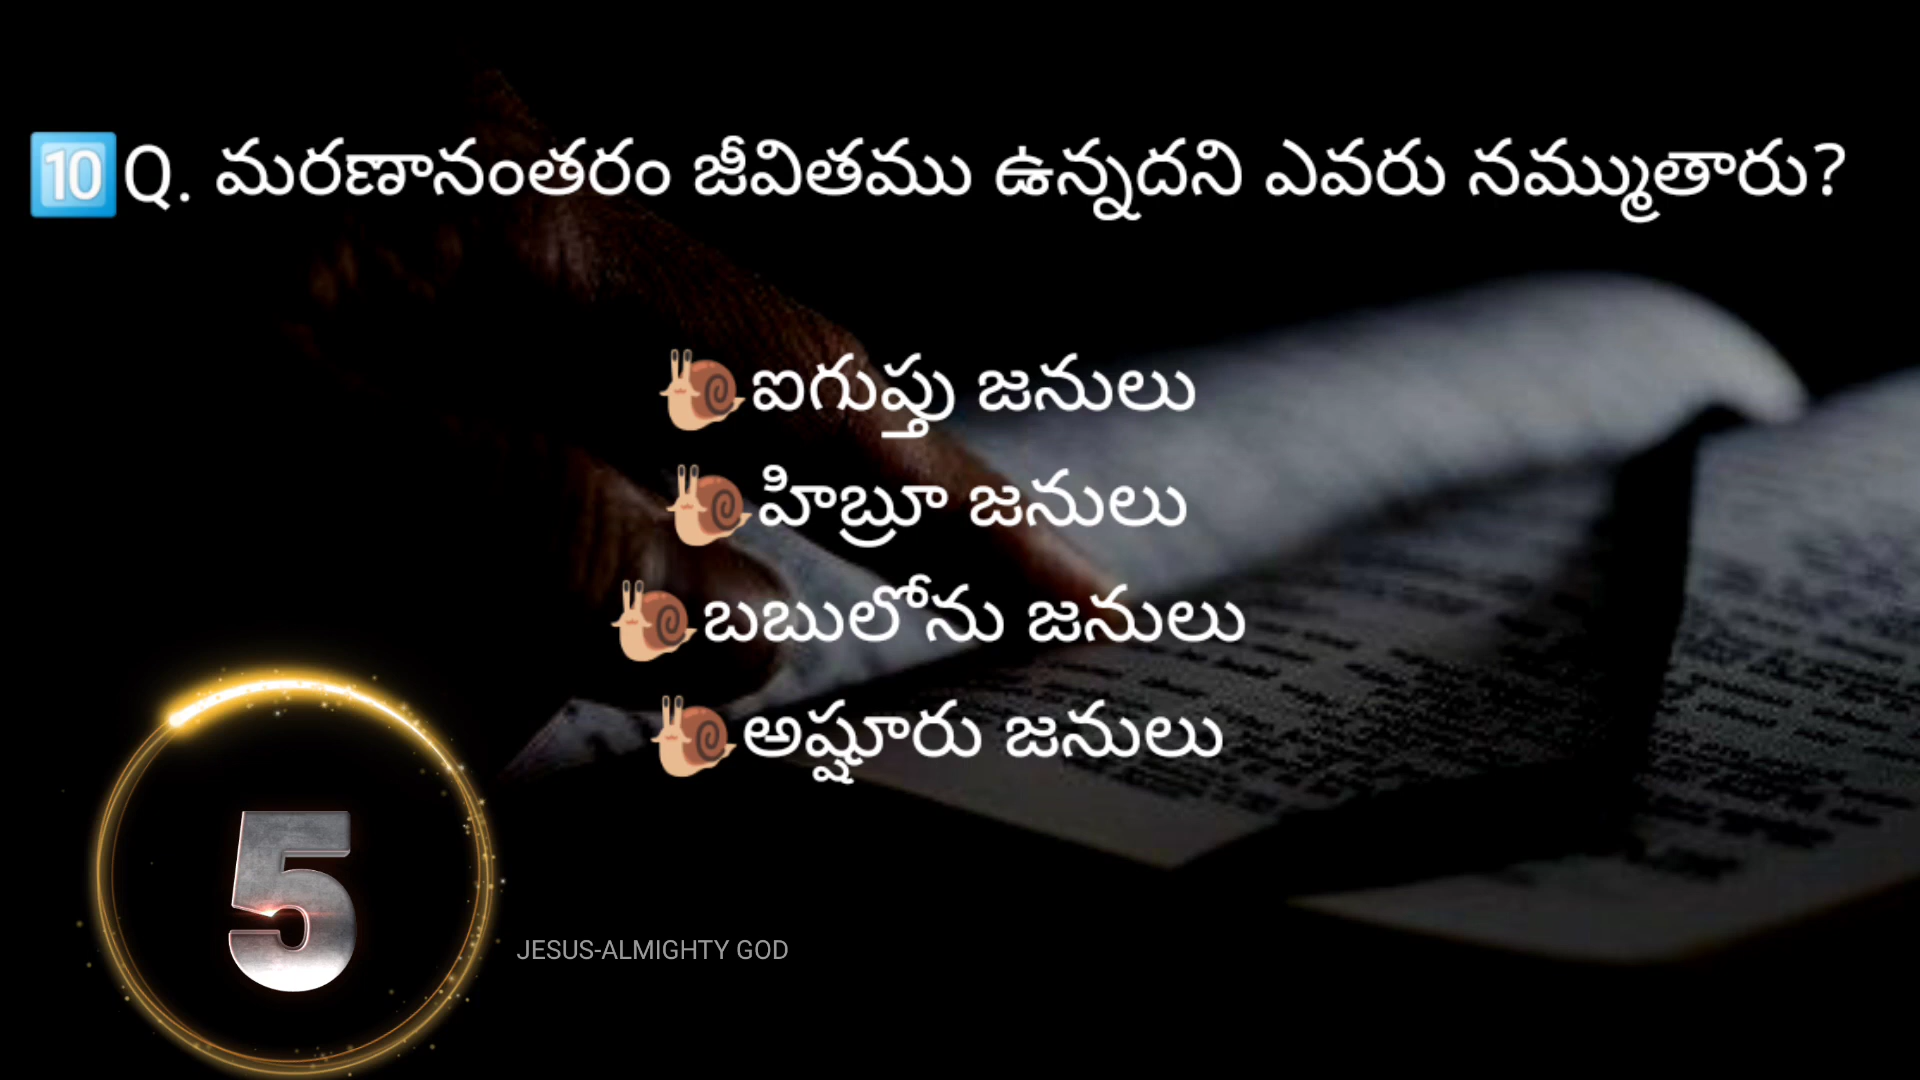 🔟Q. మరణానంతరం జీవితము ఉన్నదని ఎవరు నమ్ముతారు?
🐌ఐగుప్తు జనులు
🐌హిబ్రూ జనులు
🐌బబులోను జనులు
🐌అష్షూరు జనులు
5
JESUS-ALMIGHTY GOD